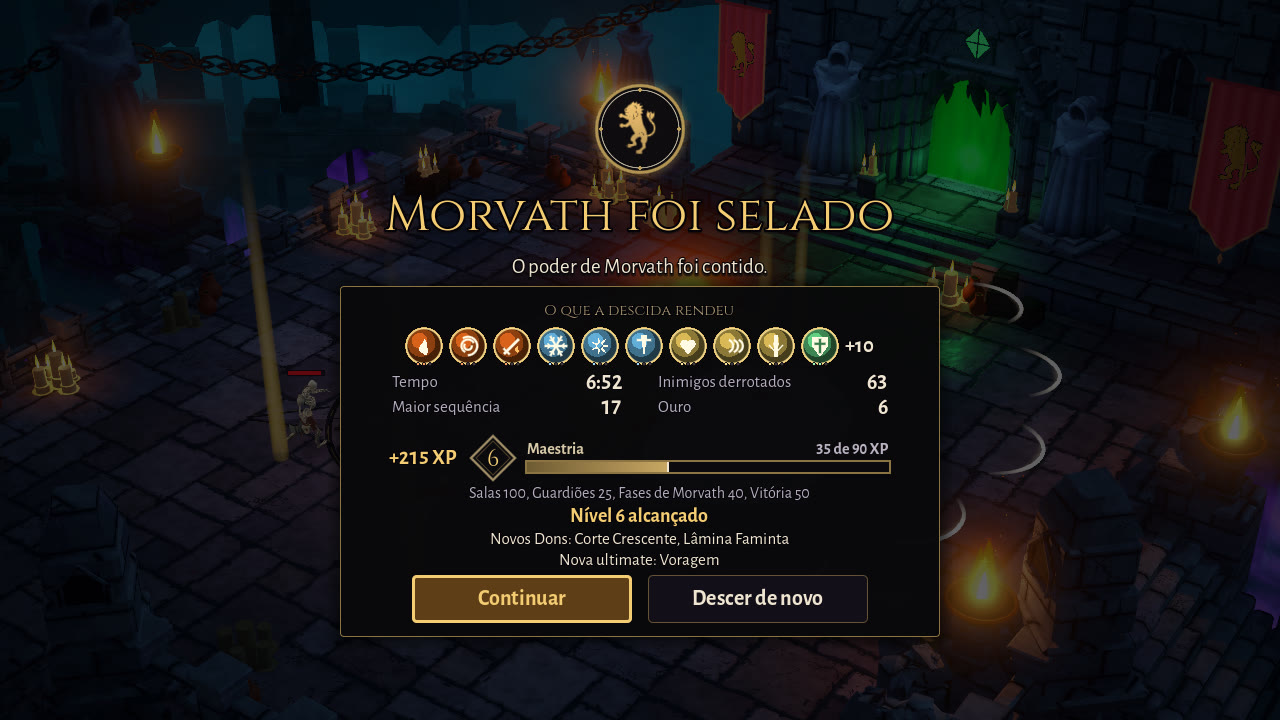 Morvath foi selado
O poder de Morvath foi contido.
O que a descida rendeu
+10
Tempo 6:52 Inimigos derrotados 63
Maior sequência 17 Ouro 6
+215 XP 6 Maestria 35 de 90 XP
Salas 100, Guardiões 25, Fases de Morvath 40, Vitória 50
Nível 6 alcançado
Novos Dons: Corte Crescente, Lâmina Faminta
Nova ultimate: Voragem
Continuar Descer de novo